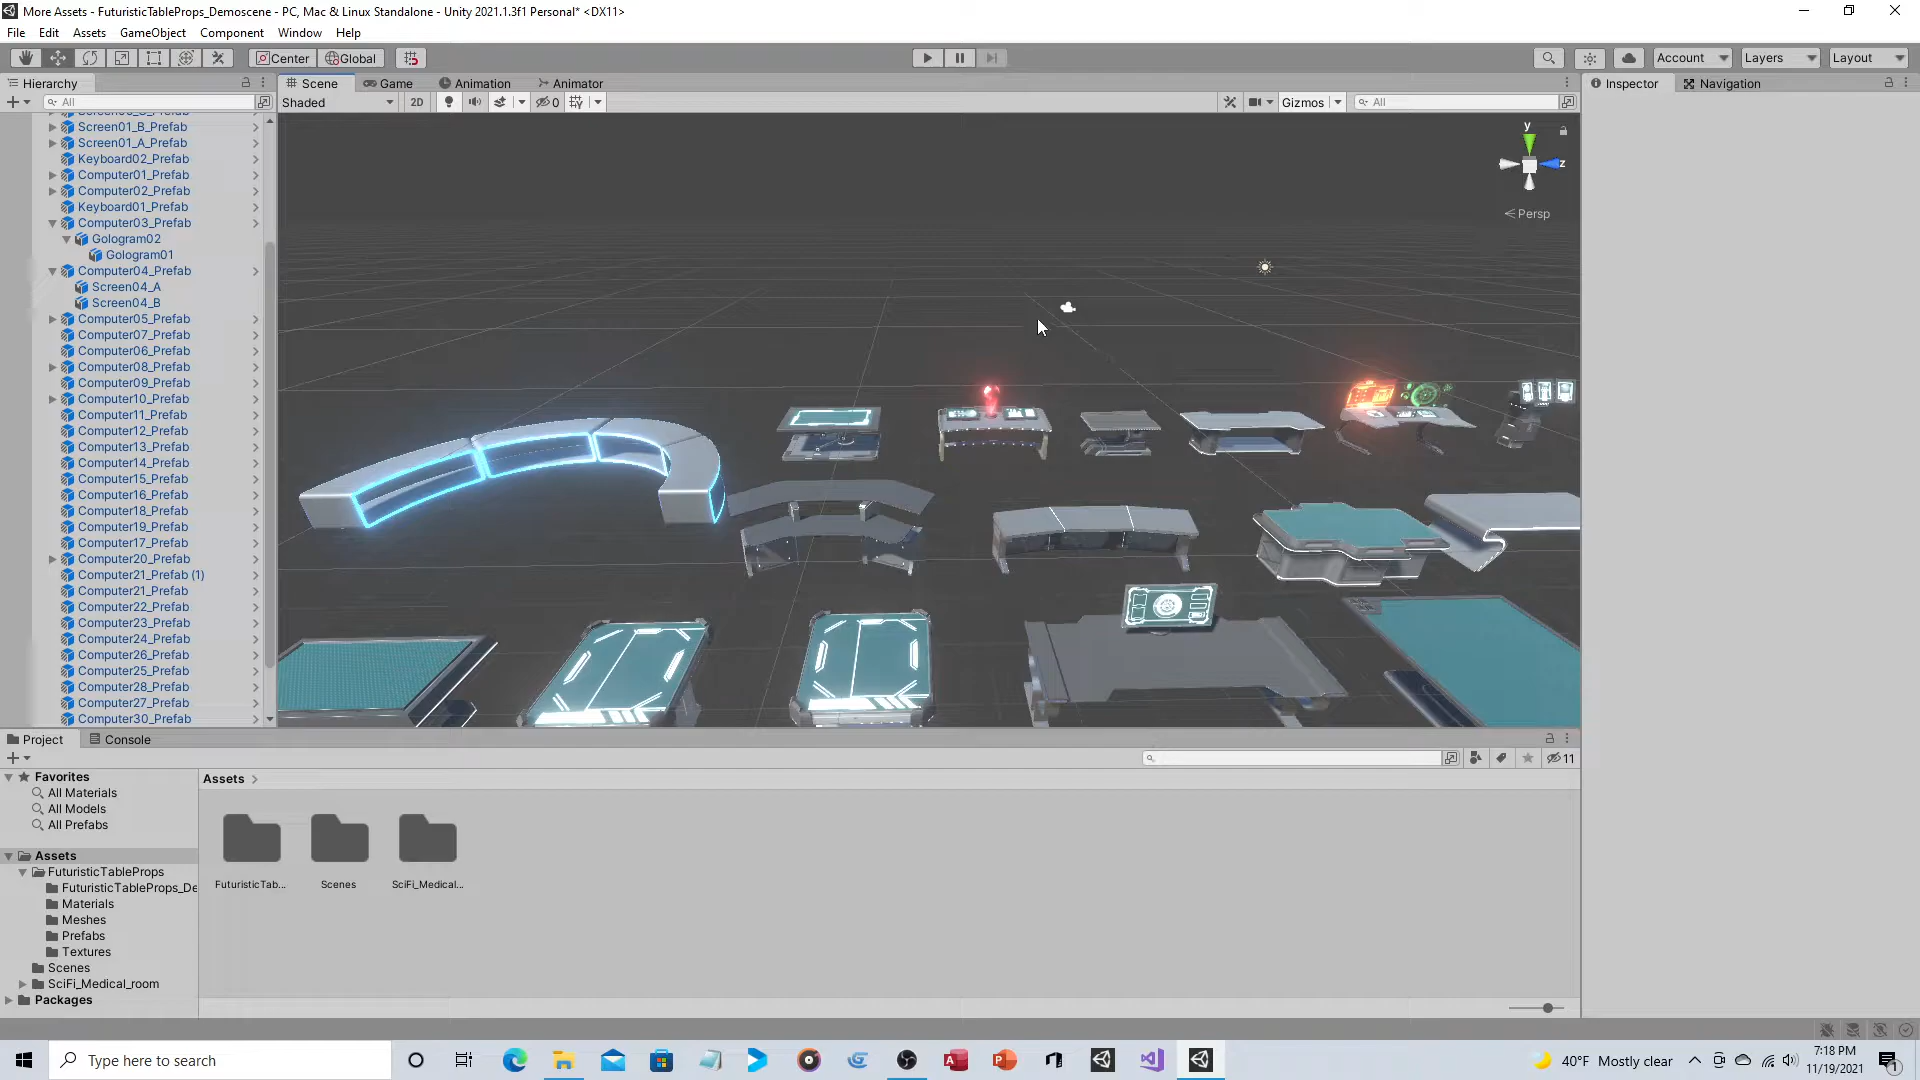 More Assets - FuturisticTableProps_Demoscene - PC, Mac & Linux Standalone - Unity 2021.1.3f1 Personal* <DX11>
File Edit Assets GameObject Component Window Help
Center Global
Account Layers Layout
Hierarchy
Scene Game Animation Animator
Inspector Navigation
All
Shaded 2D 0 Gizmos All
Screen01_B_Prefab
Screen01_A_Prefab
Keyboard02_Prefab
Computer01_Prefab
Computer02_Prefab
Keyboard01_Prefab
Computer03_Prefab
Gologram02
Gologram01
Computer04_Prefab
Screen04_A
Screen04_B
Computer05_Prefab
Computer07_Prefab
Computer06_Prefab
Computer08_Prefab
Computer09_Prefab
Computer10_Prefab
Computer11_Prefab
Computer12_Prefab
Computer13_Prefab
Computer14_Prefab
Computer15_Prefab
Computer16_Prefab
Computer18_Prefab
Computer19_Prefab
Computer17_Prefab
Computer20_Prefab
Computer21_Prefab (1)
Computer21_Prefab
Computer22_Prefab
Computer23_Prefab
Computer24_Prefab
Computer26_Prefab
Computer25_Prefab
Computer28_Prefab
Computer27_Prefab
Computer30_Prefab
y
z
Persp
Project Console
11
Favorites
All Materials
All Models
All Prefabs
Assets
FuturisticTableProps
FuturisticTableProps_De
Materials
Meshes
Prefabs
Textures
Scenes
SciFi_Medical_room
Packages
Assets
FuturisticTab...
Scenes
SciFi_Medical...
Type here to search
40°F Mostly clear
7:18 PM
11/19/2021
1